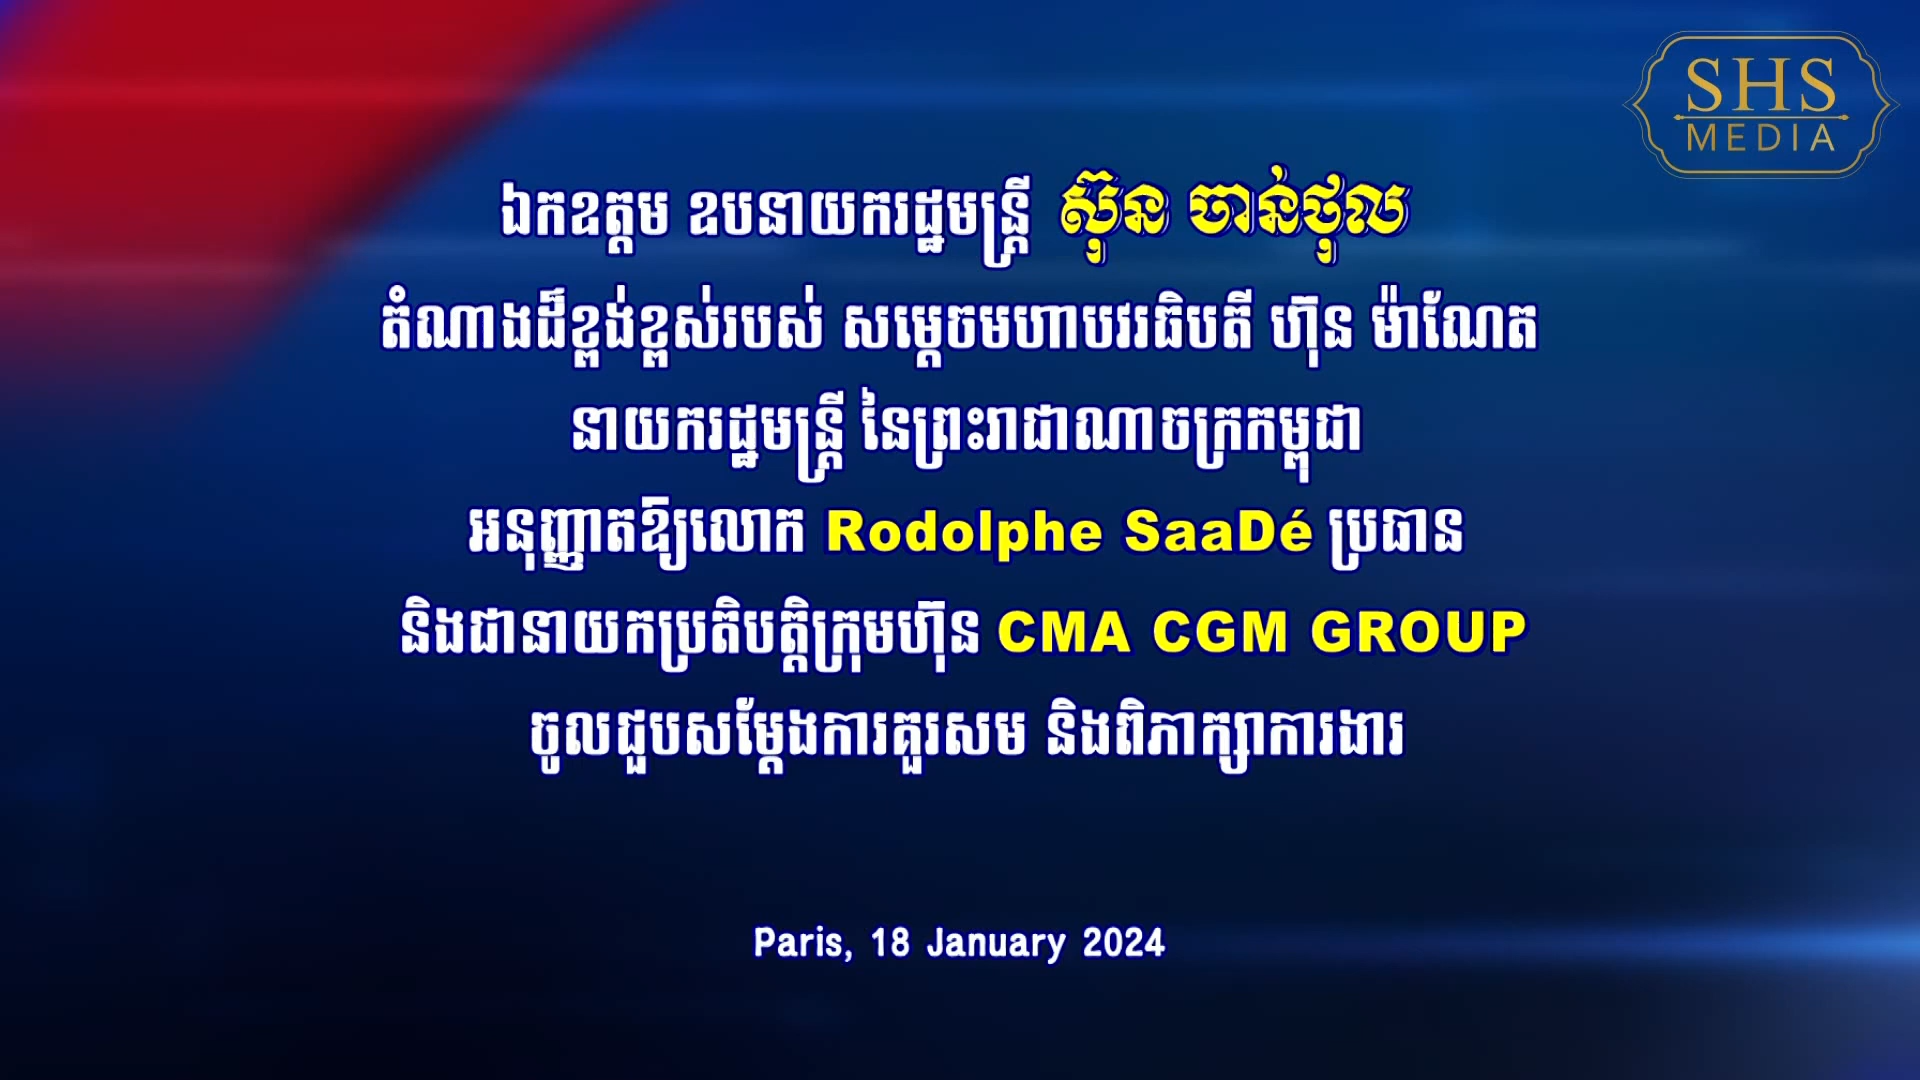 SHS
MEDIA
ឯកឧត្តម ឧបនាយករដ្ឋមន្ត្រី ស៊ុន ចាន់ថុល
តំណាងដ៏ខ្ពង់ខ្ពស់របស់ សម្តេចមហាបវរធិបតី ហ៊ុន ម៉ាណែត
នាយករដ្ឋមន្ត្រី នៃព្រះរាជាណាចក្រកម្ពុជា
អនុញ្ញាតឱ្យលោក Rodolphe SaaDé ប្រធាន
និងជានាយកប្រតិបត្តិក្រុមហ៊ុន CMA CGM GROUP
ចូលជួបសម្តែងការគួរសម និងពិភាក្សាការងារ
Paris, 18 January 2024